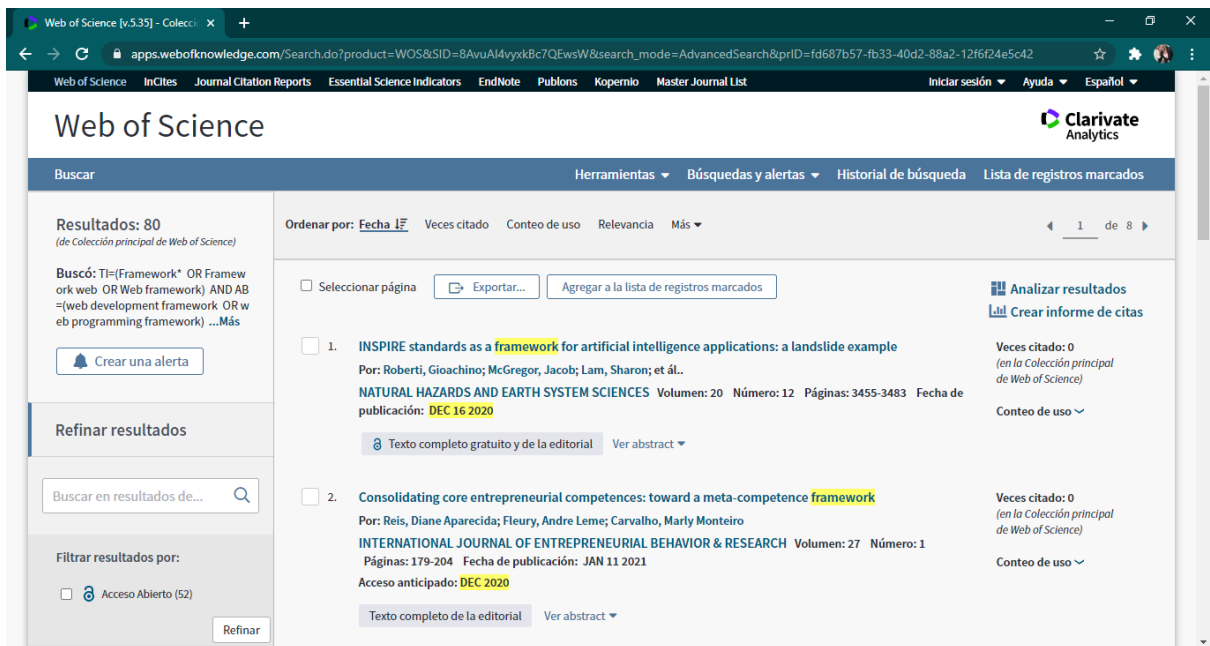 Web of Science [v.5.35] - Colecci
apps.webofknowledge.com/Search.do?product=WOS&SID=8AvuAI4vyxkBc7QEwsW&search_mode=AdvancedSearch&prID=fd687b57-fb33-40d2-88a2-12f6f24e5c42
Web of Science InCites Journal Citation Reports Essential Science Indicators EndNote Publons Kopernio Master Journal List Iniciar sesión Ayuda Español
Web of Science
Clarivate
Analytics
Buscar Herramientas Búsquedas y alertas Historial de búsqueda Lista de registros marcados
Resultados: 80
(de Colección principal de Web of Science)
Buscó: TI=(Framework* OR Framew
ork web OR Web framework) AND AB
=(web development framework OR w
eb programming framework) ...Más
Crear una alerta
Refinar resultados
Buscar en resultados de...
Filtrar resultados por:
Acceso Abierto (52)
Refinar
Ordenar por: Fecha Veces citado Conteo de uso Relevancia Más
1 de 8
Seleccionar página Exportar... Agregar a la lista de registros marcados
Analizar resultados
Crear informe de citas
1. INSPIRE standards as a framework for artificial intelligence applications: a landslide example
Por: Roberti, Gioachino; McGregor, Jacob; Lam, Sharon; et ál..
NATURAL HAZARDS AND EARTH SYSTEM SCIENCES Volumen: 20 Número: 12 Páginas: 3455-3483 Fecha de
publicación: DEC 16 2020
Texto completo gratuito y de la editorial Ver abstract
Veces citado: 0
(en la Colección principal
de Web of Science)
Conteo de uso
2. Consolidating core entrepreneurial competences: toward a meta-competence framework
Por: Reis, Diane Aparecida; Fleury, Andre Leme; Carvalho, Marly Monteiro
INTERNATIONAL JOURNAL OF ENTREPRENEURIAL BEHAVIOR & RESEARCH Volumen: 27 Número: 1
Páginas: 179-204 Fecha de publicación: JAN 11 2021
Acceso anticipado: DEC 2020
Texto completo de la editorial Ver abstract
Veces citado: 0
(en la Colección principal
de Web of Science)
Conteo de uso